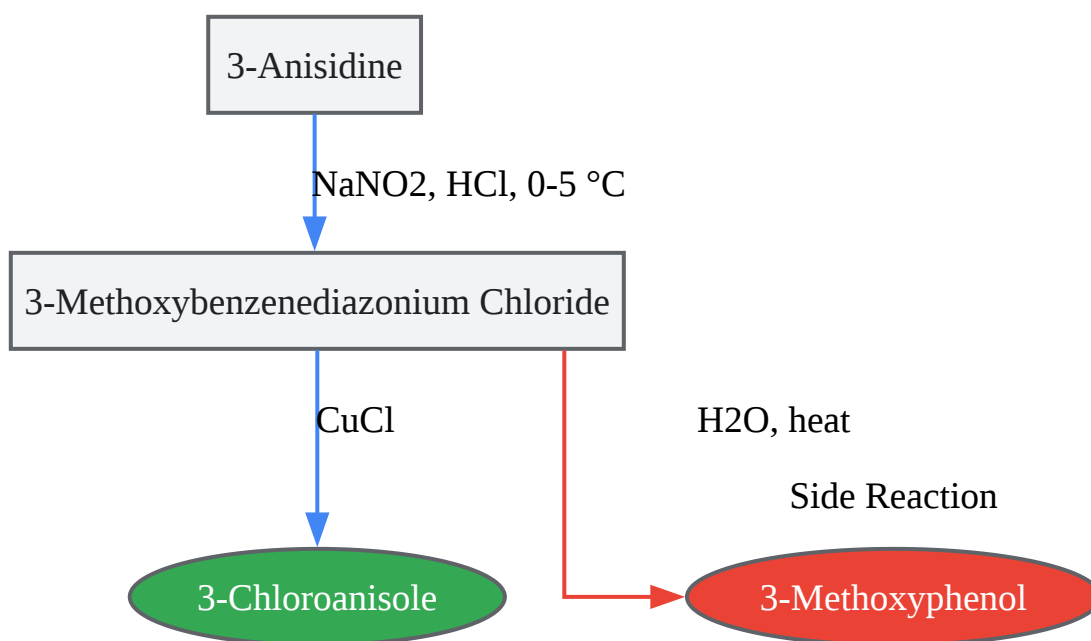 3-Anisidine
NaNO2, HCl, 0-5 °C
3-Methoxybenzenediazonium Chloride
CuCl
H2O, heat
Side Reaction
3-Chloroanisole
3-Methoxyphenol